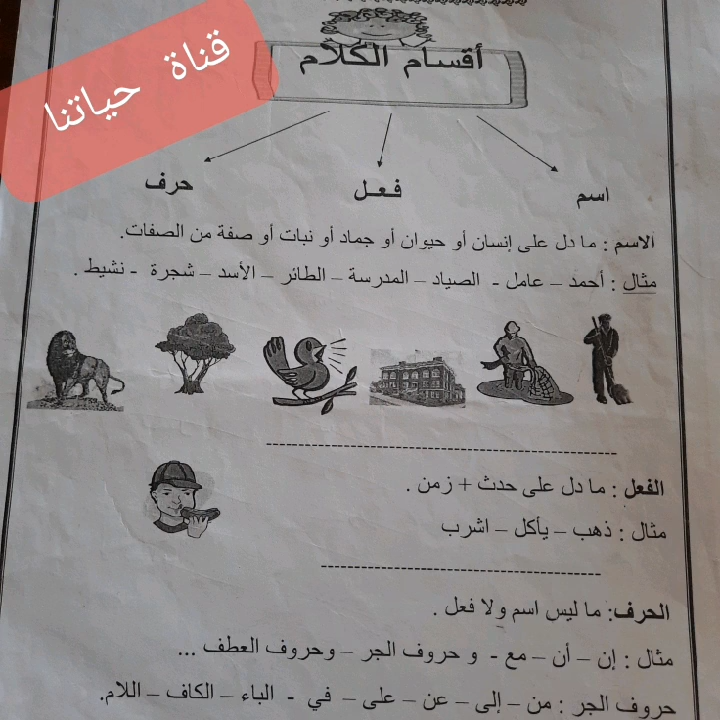 قناة حياتنا
أقسام الكلام
اسم فعل حرف
الاسم : ما دل على إنسان أو حيوان أو جماد أو نبات أو صفة من الصفات.
مثال : أحمد – عامل - الصياد – المدرسة – الطائر – الأسد – شجرة - نشيط .
الفعل : ما دل على حدث + زمن .
مثال : ذهب – يأكل – اشرب
الحرف: ما ليس اسم ولا فعل .
مثال : إن – أن – مع - و حروف الجر – وحروف العطف ...
حروف الجر : من – إلى – عن – على – في - الباء – الكاف – اللام.